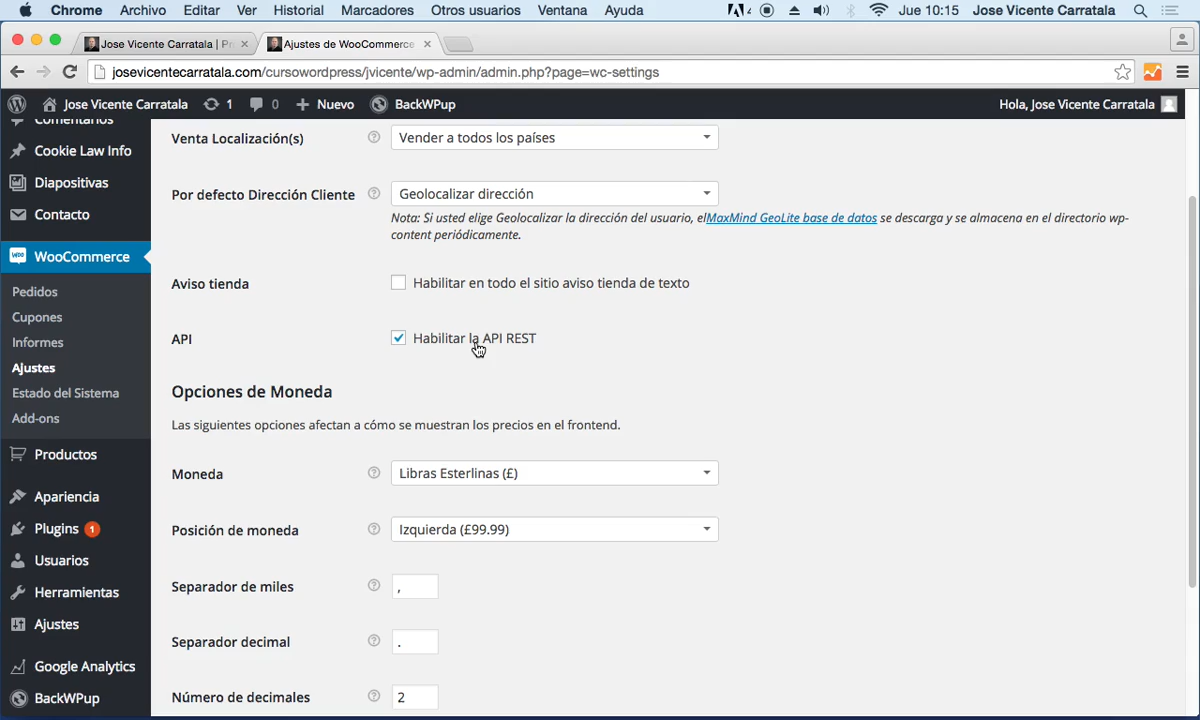 Chrome Archivo Editar Ver Historial Marcadores Otros usuarios Ventana Ayuda 4 Jue 10:15 Jose Vicente Carratala
Jose Vicente Carratala | Pr
Ajustes de WooCommerce
josevicentecarratala.com/cursowordpress/jvicente/wp-admin/admin.php?page=wc-settings
Jose Vicente Carratala 1 0 Nuevo BackWPup Hola, Jose Vicente Carratala
Comentarios
Cookie Law Info
Diapositivas
Contacto
WooCommerce
Pedidos
Cupones
Informes
Ajustes
Estado del Sistema
Add-ons
Productos
Apariencia
Plugins 1
Usuarios
Herramientas
Ajustes
Google Analytics
BackWPup
Venta Localización(s) Vender a todos los países
Por defecto Dirección Cliente Geolocalizar dirección
Nota: Si usted elige Geolocalizar la dirección del usuario, elMaxMind GeoLite base de datos se descarga y se almacena en el directorio wp-
content periódicamente.
Aviso tienda Habilitar en todo el sitio aviso tienda de texto
API Habilitar la API REST
Opciones de Moneda
Las siguientes opciones afectan a cómo se muestran los precios en el frontend.
Moneda Libras Esterlinas (£)
Posición de moneda Izquierda (£99.99)
Separador de miles ,
Separador decimal .
Número de decimales 2